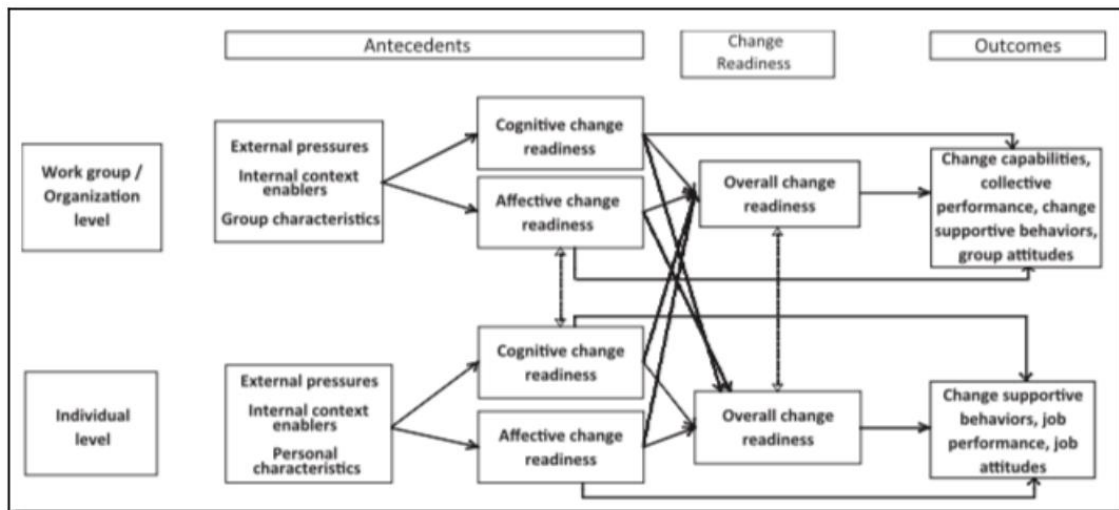 Antecedents
Change
Readiness
Outcomes
Work group /
Organization
level
External pressures
Internal context
enablers
Group characteristics
Cognitive change
readiness
Affective change
readiness
Overall change
readiness
Change capabilities,
collective
performance, change
supportive behaviors,
group attitudes
Individual
level
External pressures
Internal context
enablers
Personal
characteristics
Cognitive change
readiness
Affective change
readiness
Overall change
readiness
Change supportive
behaviors, job
performance, job
attitudes